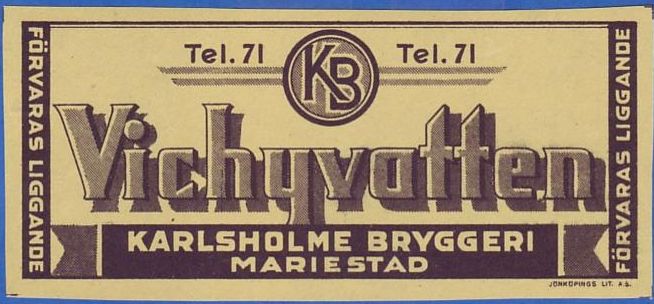 FÖRVARAS LIGGANDE
Tel. 71
KB
Tel. 71
Vichyvatten
KARLSHOLME BRYGGERI
MARIESTAD
FÖRVARAS LIGGANDE
JÖNKÖPINGS LIT. A.B.